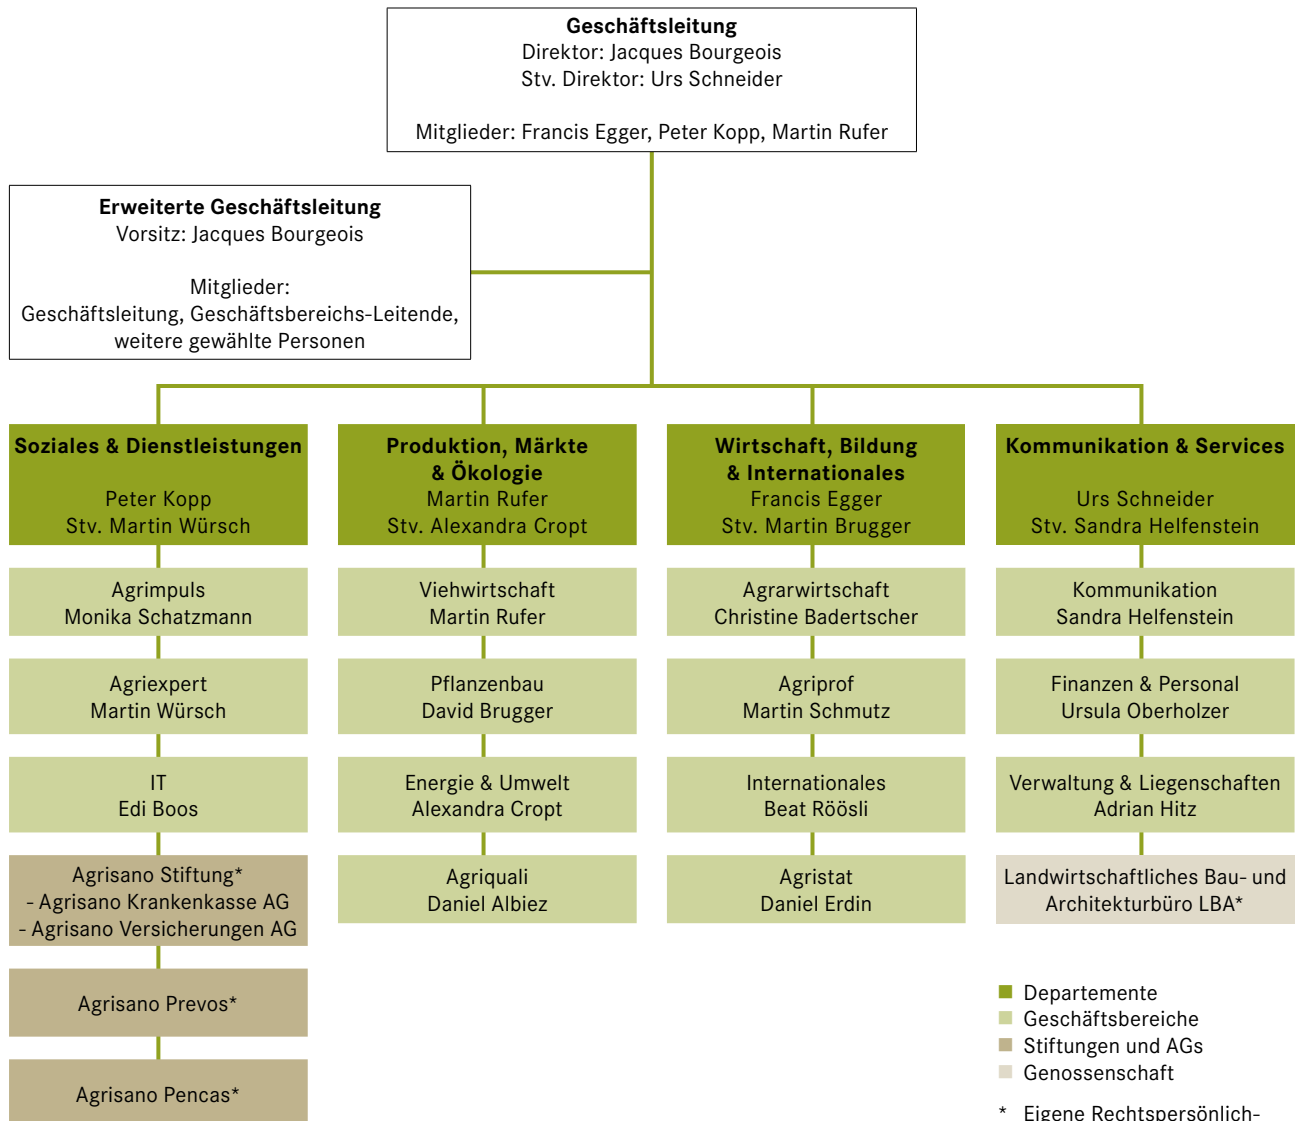 Geschäftsleitung
Direktor: Jacques Bourgeois
Stv. Direktor: Urs Schneider
Mitglieder: Francis Egger, Peter Kopp, Martin Rufer
Erweiterte Geschäftsleitung
Vorsitz: Jacques Bourgeois
Mitglieder:
Geschäftsleitung, Geschäftsbereichs-Leitende,
weitere gewählte Personen
Soziales & Dienstleistungen
Peter Kopp
Stv. Martin Würsch
Agrimpuls
Monika Schatzmann
Agriexpert
Martin Würsch
IT
Edi Boos
Agrisano Stiftung*
- Agrisano Krankenkasse AG
- Agrisano Versicherungen AG
Agrisano Prevos*
Agrisano Pencas*
Produktion, Märkte
& Ökologie
Martin Rufer
Stv. Alexandra Cropt
Viehwirtschaft
Martin Rufer
Pflanzenbau
David Brugger
Energie & Umwelt
Alexandra Cropt
Agriquali
Daniel Albiez
Wirtschaft, Bildung
& Internationales
Francis Egger
Stv. Martin Brugger
Agrarwirtschaft
Christine Badertscher
Agriprof
Martin Schmutz
Internationales
Beat Röösli
Agristat
Daniel Erdin
Kommunikation & Services
Urs Schneider
Stv. Sandra Helfenstein
Kommunikation
Sandra Helfenstein
Finanzen & Personal
Ursula Oberholzer
Verwaltung & Liegenschaften
Adrian Hitz
Landwirtschaftliches Bau- und
Architekturbüro LBA*
Departemente
Geschäftsbereiche
Stiftungen und AGs
Genossenschaft
* Eigene Rechtspersönlich-